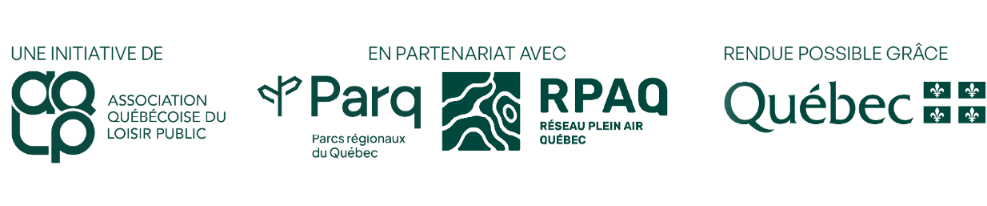 UNE INITIATIVE DE
aqlp
ASSOCIATION
QUÉBÉCOISE DU
LOISIR PUBLIC
EN PARTENARIAT AVEC
Parq
Parcs régionaux
du Québec
RPAQ
RÉSEAU PLEIN AIR
QUÉBEC
RENDUE POSSIBLE GRÂCE
Québec